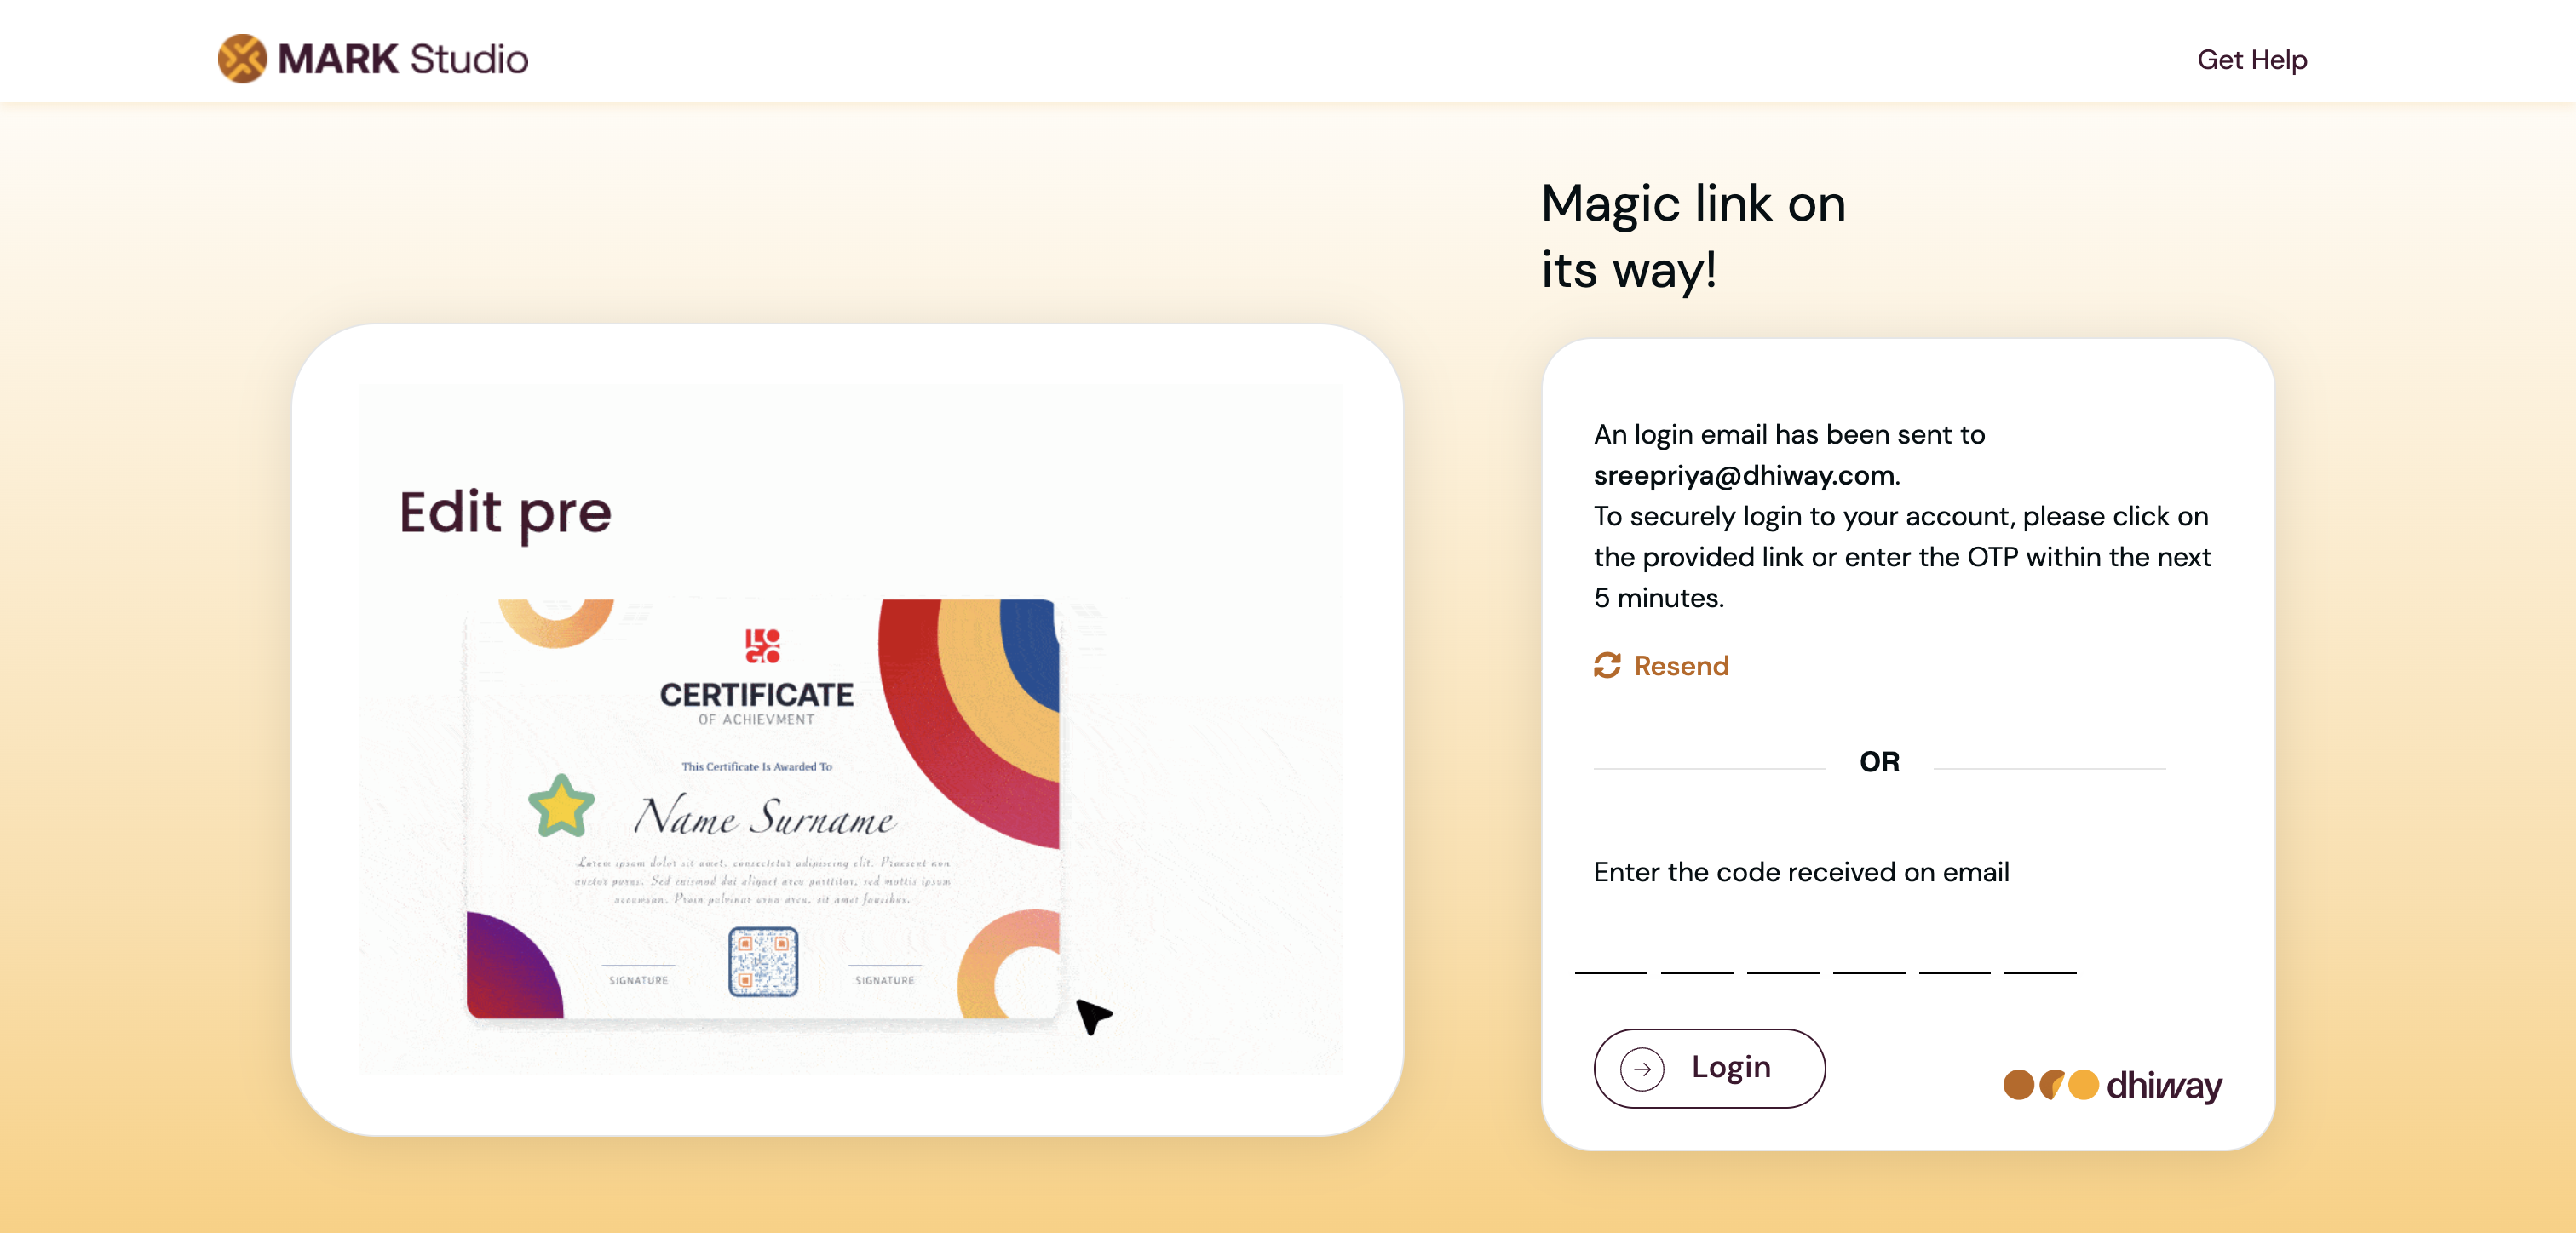 MARK Studio
Get Help
Magic link on
its way!
Edit pre
LOGO
CERTIFICATE
OF ACHIEVMENT
This Certificate Is Awarded To
Name Surname
Lorem ipsum dolor sit amet, consectetur adipiscing elit. Praesent non
auctor purus. Sed euismod dui aliquet arcu porttitor, sed mattis ipsum
accumsan. Proin pulvinar urna arcu, sit amet faucibus.
SIGNATURE
SIGNATURE
An login email has been sent to
sreepriya@dhiway.com.
To securely login to your account, please click on
the provided link or enter the OTP within the next
5 minutes.
Resend
OR
Enter the code received on email
Login
dhiway